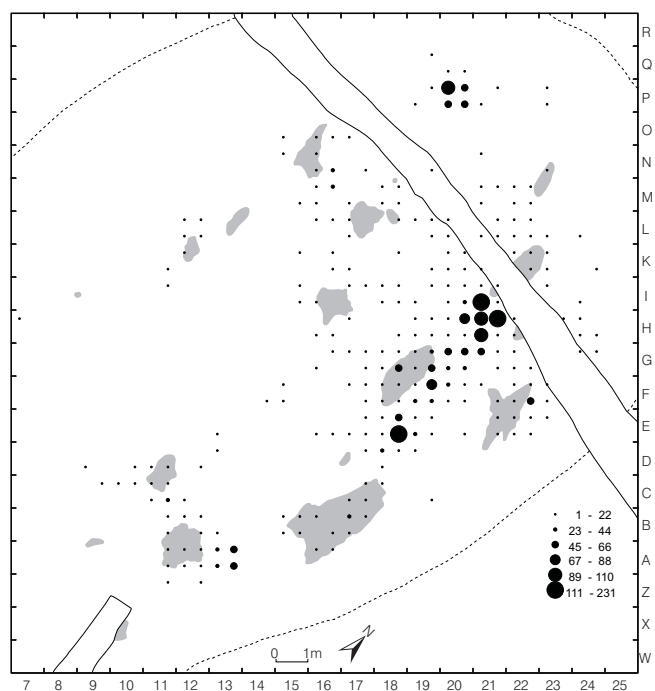 R
Q
P
O
N
M
L
K
I
H
G
F
E
D
C
B
A
Z
X
W
1 - 22
23 - 44
45 - 66
67 - 88
89 - 110
111 - 231
0 1m
N
7 8 9 10 11 12 13 14 15 16 17 18 19 20 21 22 23 24 25